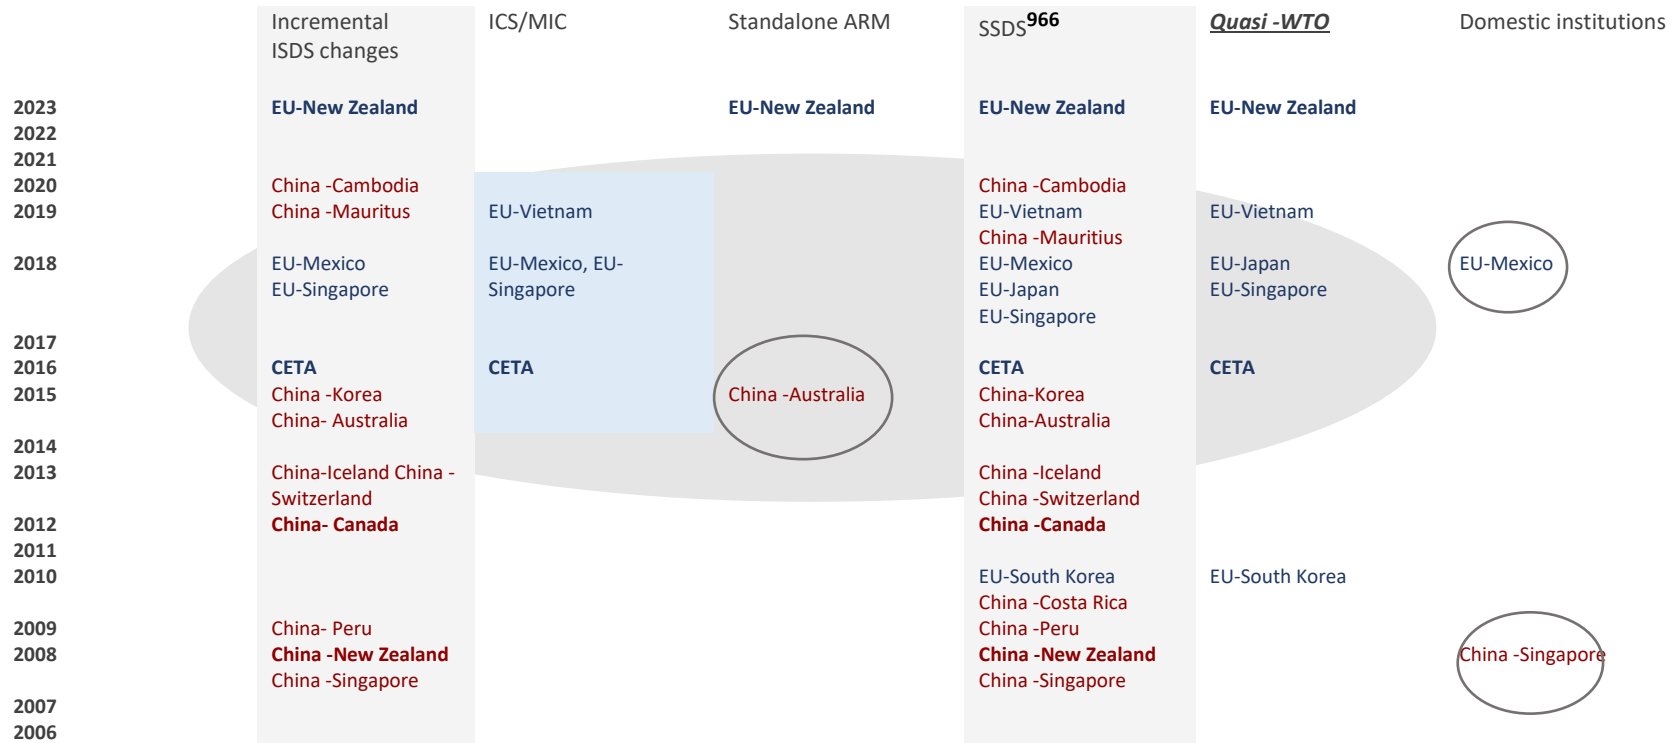 Incremental ISDS changes ICS/MIC Standalone ARM SSDS966 Quasi -WTO Domestic institutions
2023 EU-New Zealand EU-New Zealand EU-New Zealand EU-New Zealand
2022
2021
2020 China -Cambodia China -Cambodia
2019 China -Mauritus EU-Vietnam EU-Vietnam EU-Vietnam
China -Mauritius
2018 EU-Mexico EU-Mexico, EU- EU-Mexico EU-Japan EU-Mexico
EU-Singapore Singapore EU-Japan EU-Singapore
EU-Singapore
2017
2016 CETA CETA CETA CETA
2015 China -Korea China -Australia China-Korea
China- Australia China-Australia
2014
2013 China-Iceland China - China -Iceland
Switzerland China -Switzerland
2012 China- Canada China -Canada
2011
2010 EU-South Korea EU-South Korea
China -Costa Rica
2009 China- Peru China -Peru
2008 China -New Zealand China -New Zealand China -Singapore
China -Singapore China -Singapore
2007
2006